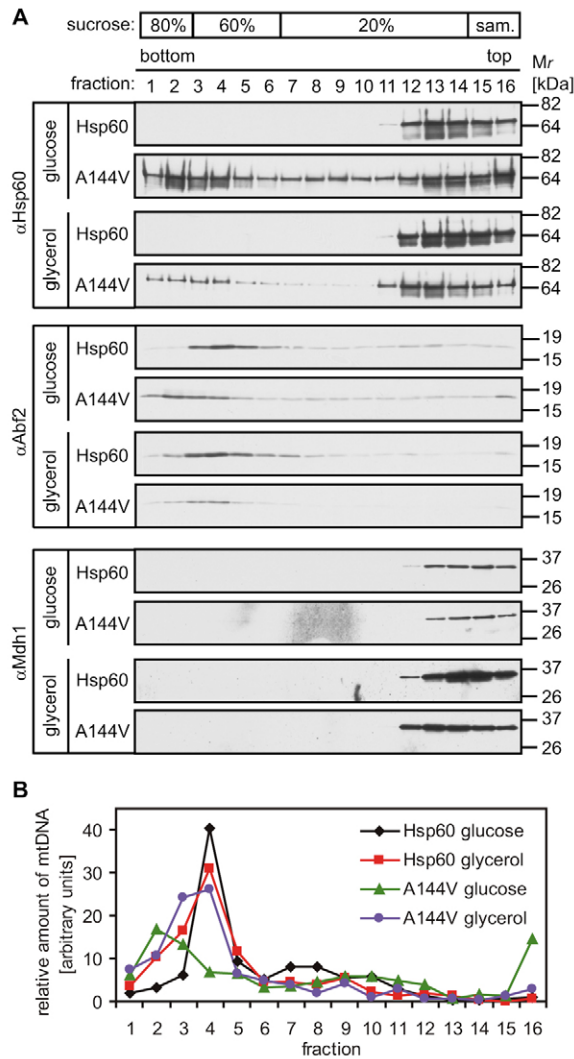 A
sucrose: 80% 60% 20% sam.
bottom top Mr
[kDa]
fraction: 1 2 3 4 5 6 7 8 9 10 11 12 13 14 15 16
αHsp60
glucose
Hsp60 82 64
A144V 82 64
glycerol
Hsp60 82 64
A144V 82 64
αAbf2
glucose
Hsp60 19 15
A144V 19 15
glycerol
Hsp60 19 15
A144V 19 15
αMdh1
glucose
Hsp60 37 26
A144V 37 26
glycerol
Hsp60 37 26
A144V 37 26
B
relative amount of mtDNA
[arbitrary units]
40
30
20
10
0
Hsp60 glucose
Hsp60 glycerol
A144V glucose
A144V glycerol
1 2 3 4 5 6 7 8 9 10 11 12 13 14 15 16
fraction